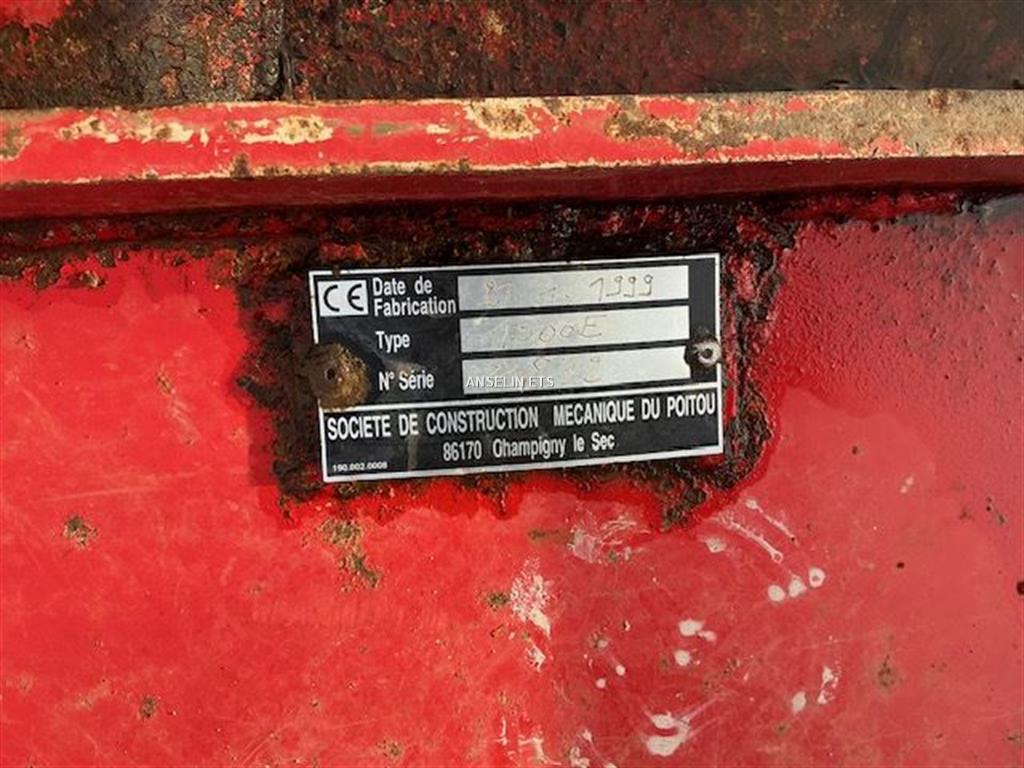 CE Date de Fabrication 1999
Type
N° Série
ANSELIN ETS
SOCIETE DE CONSTRUCTION MECANIQUE DU POITOU
86170 Champigny le Sec
190.002.0008